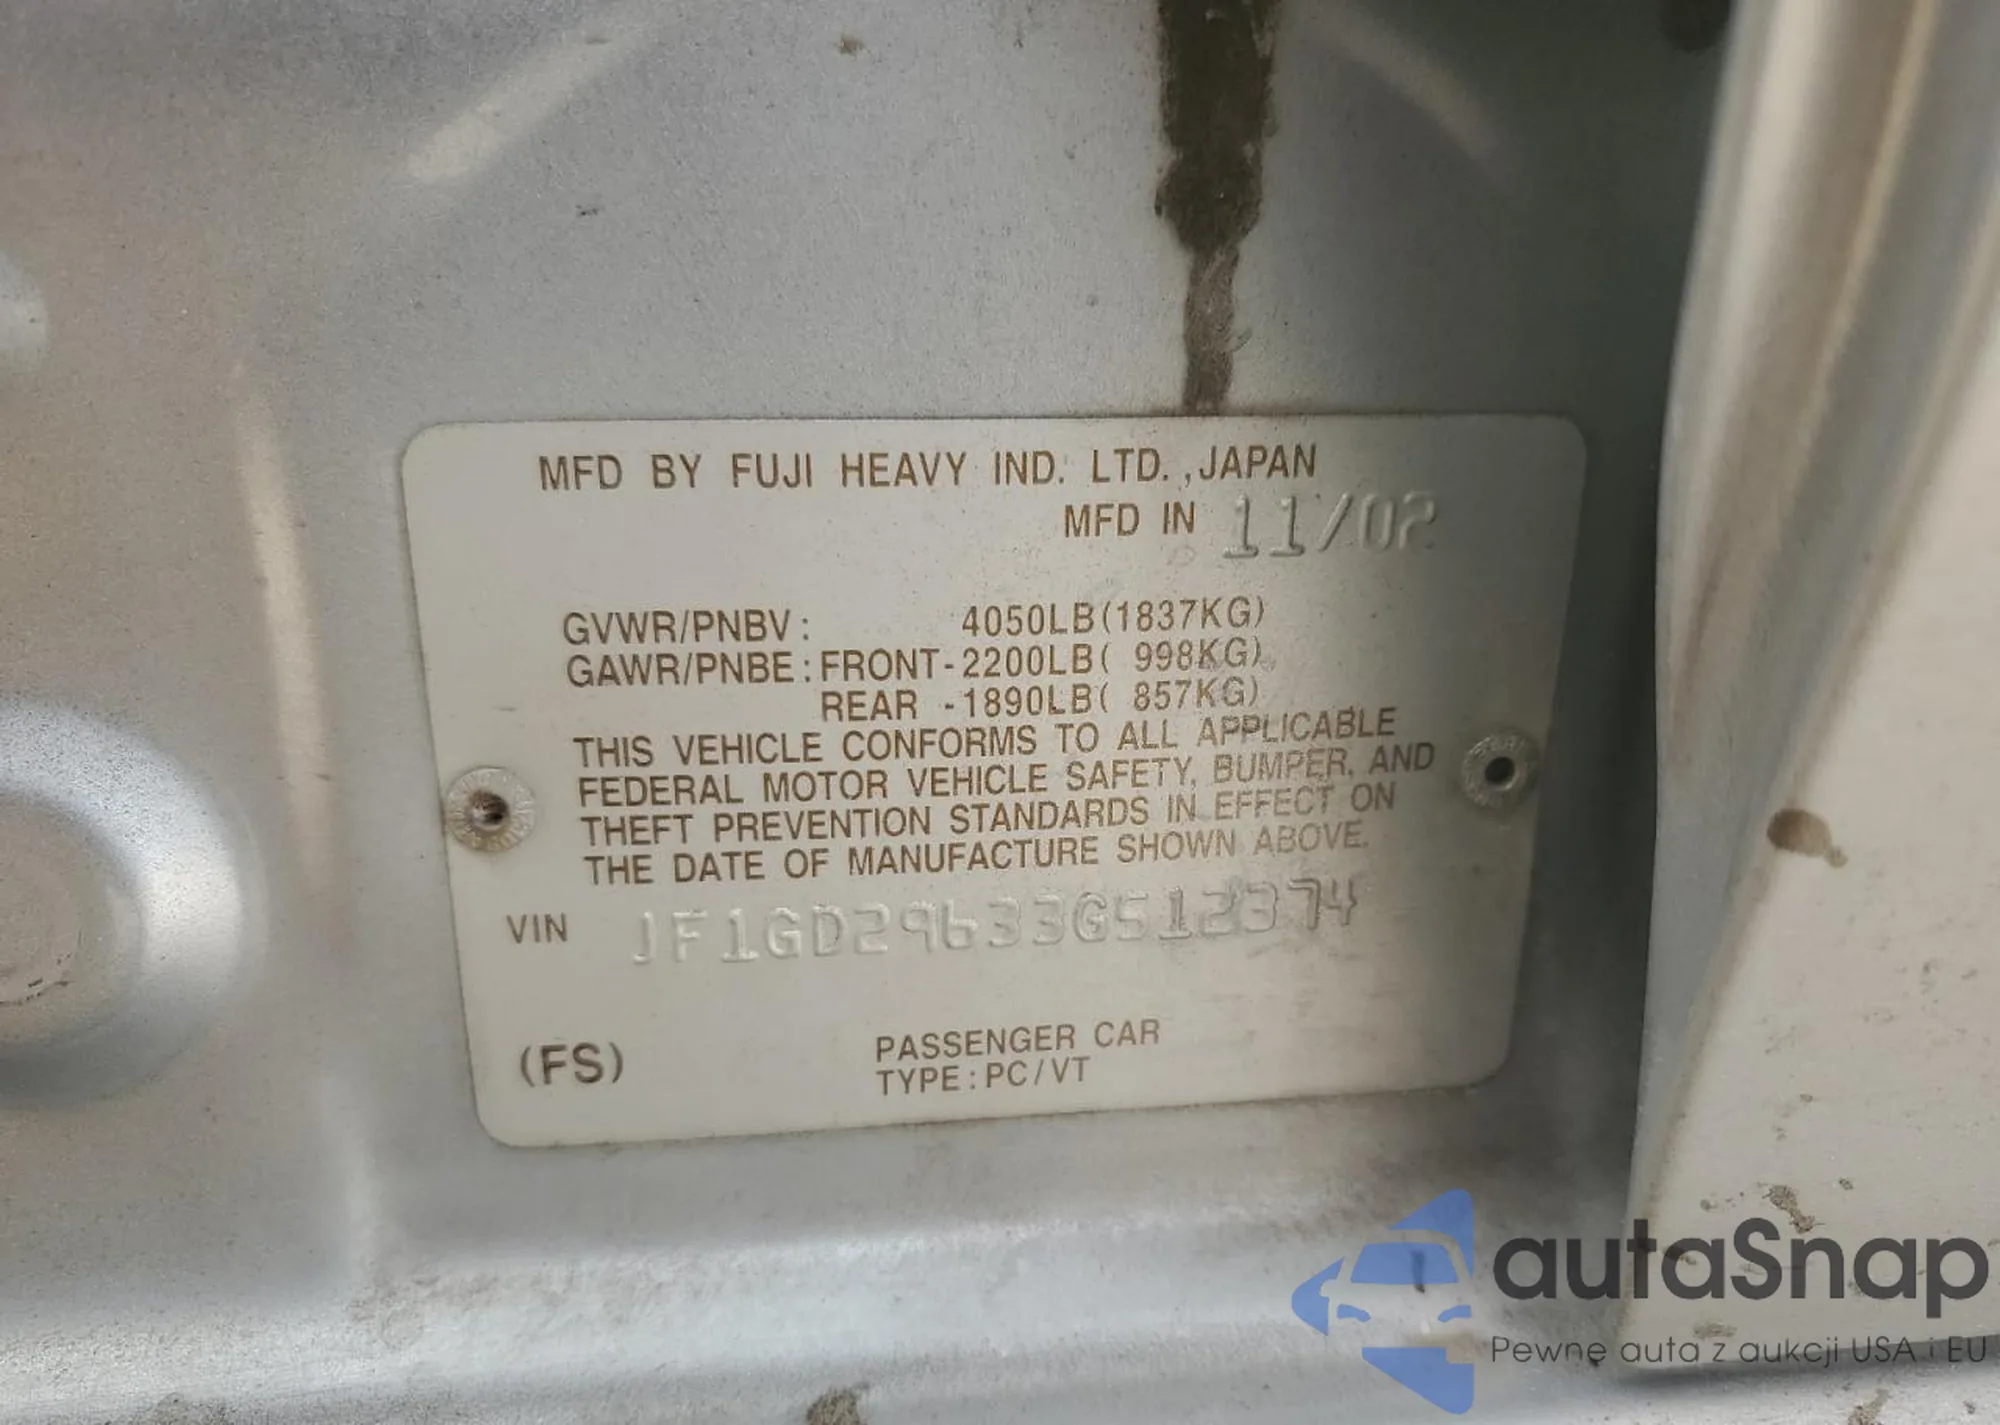 MFD BY FUJI HEAVY IND. LTD.,JAPAN
MFD IN 11/02
GVWR/PNBV: 4050LB(1837KG)
GAWR/PNBE:FRONT-2200LB( 998KG)
REAR -1890LB( 857KG)
THIS VEHICLE CONFORMS TO ALL APPLICABLE
FEDERAL MOTOR VEHICLE SAFETY, BUMPER, AND
THEFT PREVENTION STANDARDS IN EFFECT ON
THE DATE OF MANUFACTURE SHOWN ABOVE.
VIN JF1GD29633G512374
(FS)
PASSENGER CAR
TYPE:PC/VT
autaSnap
Pewne auta z aukcji USA i EU